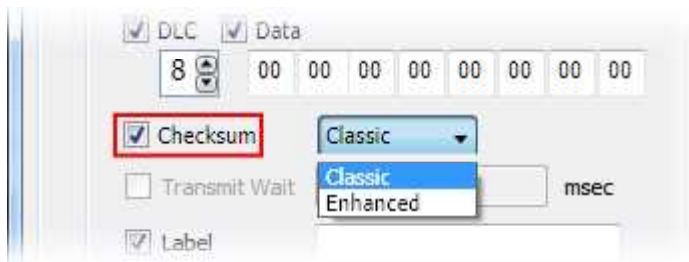 DLC Data
8 00 00 00 00 00 00 00 00
Checksum Classic
Transmit Wait Classic msec
Enhanced
Label